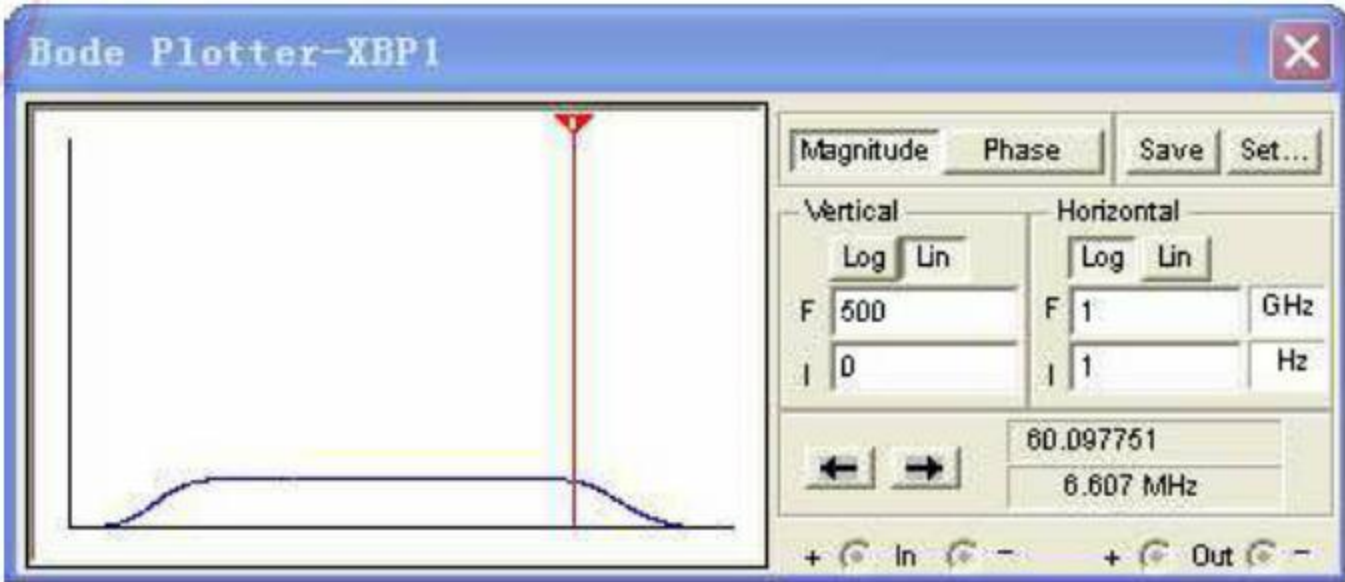 Bode Plotter-XBP1
Magnitude Phase Save Set...
Vertical Horizontal
Log Lin Log Lin
F 500 F 1 GHz
I 0 I 1 Hz
60.097751
6.607 MHz
+ In - + Out -